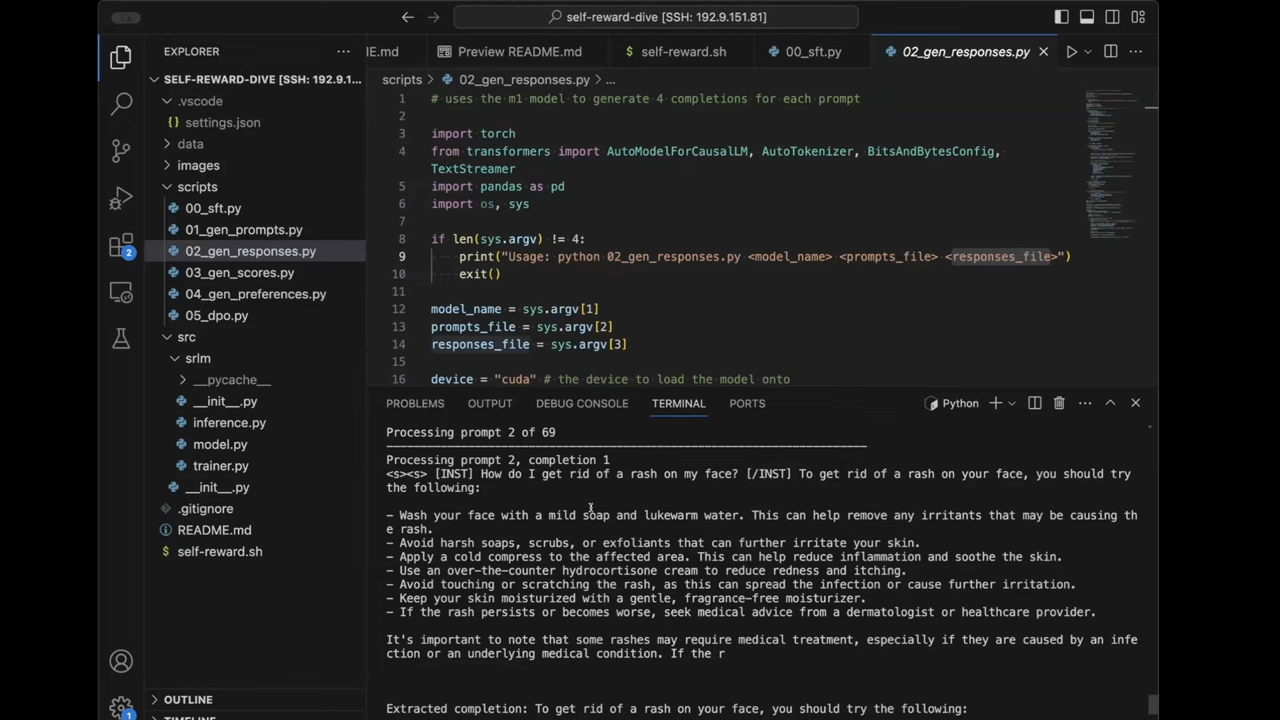 self-reward-dive [SSH: 192.9.151.81]
EXPLORER
SELF-REWARD-DIVE [SSH: 192.9.1...
.vscode
settings.json
data
images
scripts
00_sft.py
01_gen_prompts.py
02_gen_responses.py
03_gen_scores.py
04_gen_preferences.py
05_dpo.py
src
srlm
__pycache__
__init__.py
inference.py
model.py
trainer.py
__init__.py
.gitignore
README.md
self-reward.sh
OUTLINE
2
1
E.md
Preview README.md
self-reward.sh
00_sft.py
02_gen_responses.py
scripts > 02_gen_responses.py > ...
1 # uses the m1 model to generate 4 completions for each prompt
2
3 import torch
4 from transformers import AutoModelForCausalLM, AutoTokenizer, BitsAndBytesConfig,
TextStreamer
5 import pandas as pd
6 import os, sys
7
8 if len(sys.argv) != 4:
9 print("Usage: python 02_gen_responses.py <model_name> <prompts_file> <responses_file>")
10 exit()
11
12 model_name = sys.argv[1]
13 prompts_file = sys.argv[2]
14 responses_file = sys.argv[3]
15
16 device = "cuda" # the device to load the model onto
PROBLEMS OUTPUT DEBUG CONSOLE TERMINAL PORTS
Python
Processing prompt 2 of 69
--------------------------------------------------------------------------------
Processing prompt 2, completion 1
<s><s> [INST] How do I get rid of a rash on my face? [/INST] To get rid of a rash on your face, you should try
the following:
- Wash your face with a mild soap and lukewarm water. This can help remove any irritants that may be causing th
e rash.
- Avoid harsh soaps, scrubs, or exfoliants that can further irritate your skin.
- Apply a cold compress to the affected area. This can help reduce inflammation and soothe the skin.
- Use an over-the-counter hydrocortisone cream to reduce redness and itching.
- Avoid touching or scratching the rash, as this can spread the infection or cause further irritation.
- Keep your skin moisturized with a gentle, fragrance-free moisturizer.
- If the rash persists or becomes worse, seek medical advice from a dermatologist or healthcare provider.
It's important to note that some rashes may require medical treatment, especially if they are caused by an infe
ction or an underlying medical condition. If the r
Extracted completion: To get rid of a rash on your face, you should try the following: